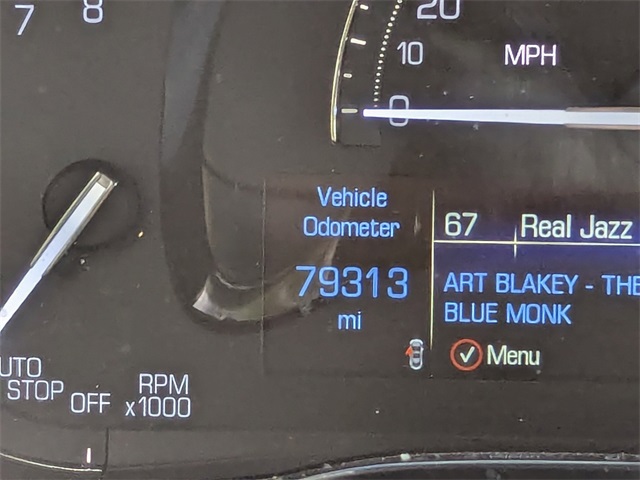 7 8
20
10 MPH
0
Vehicle
Odometer
79313
mi
67 Real Jazz
ART BLAKEY - THE
BLUE MONK
Menu
AUTO
STOP OFF
RPM
x1000